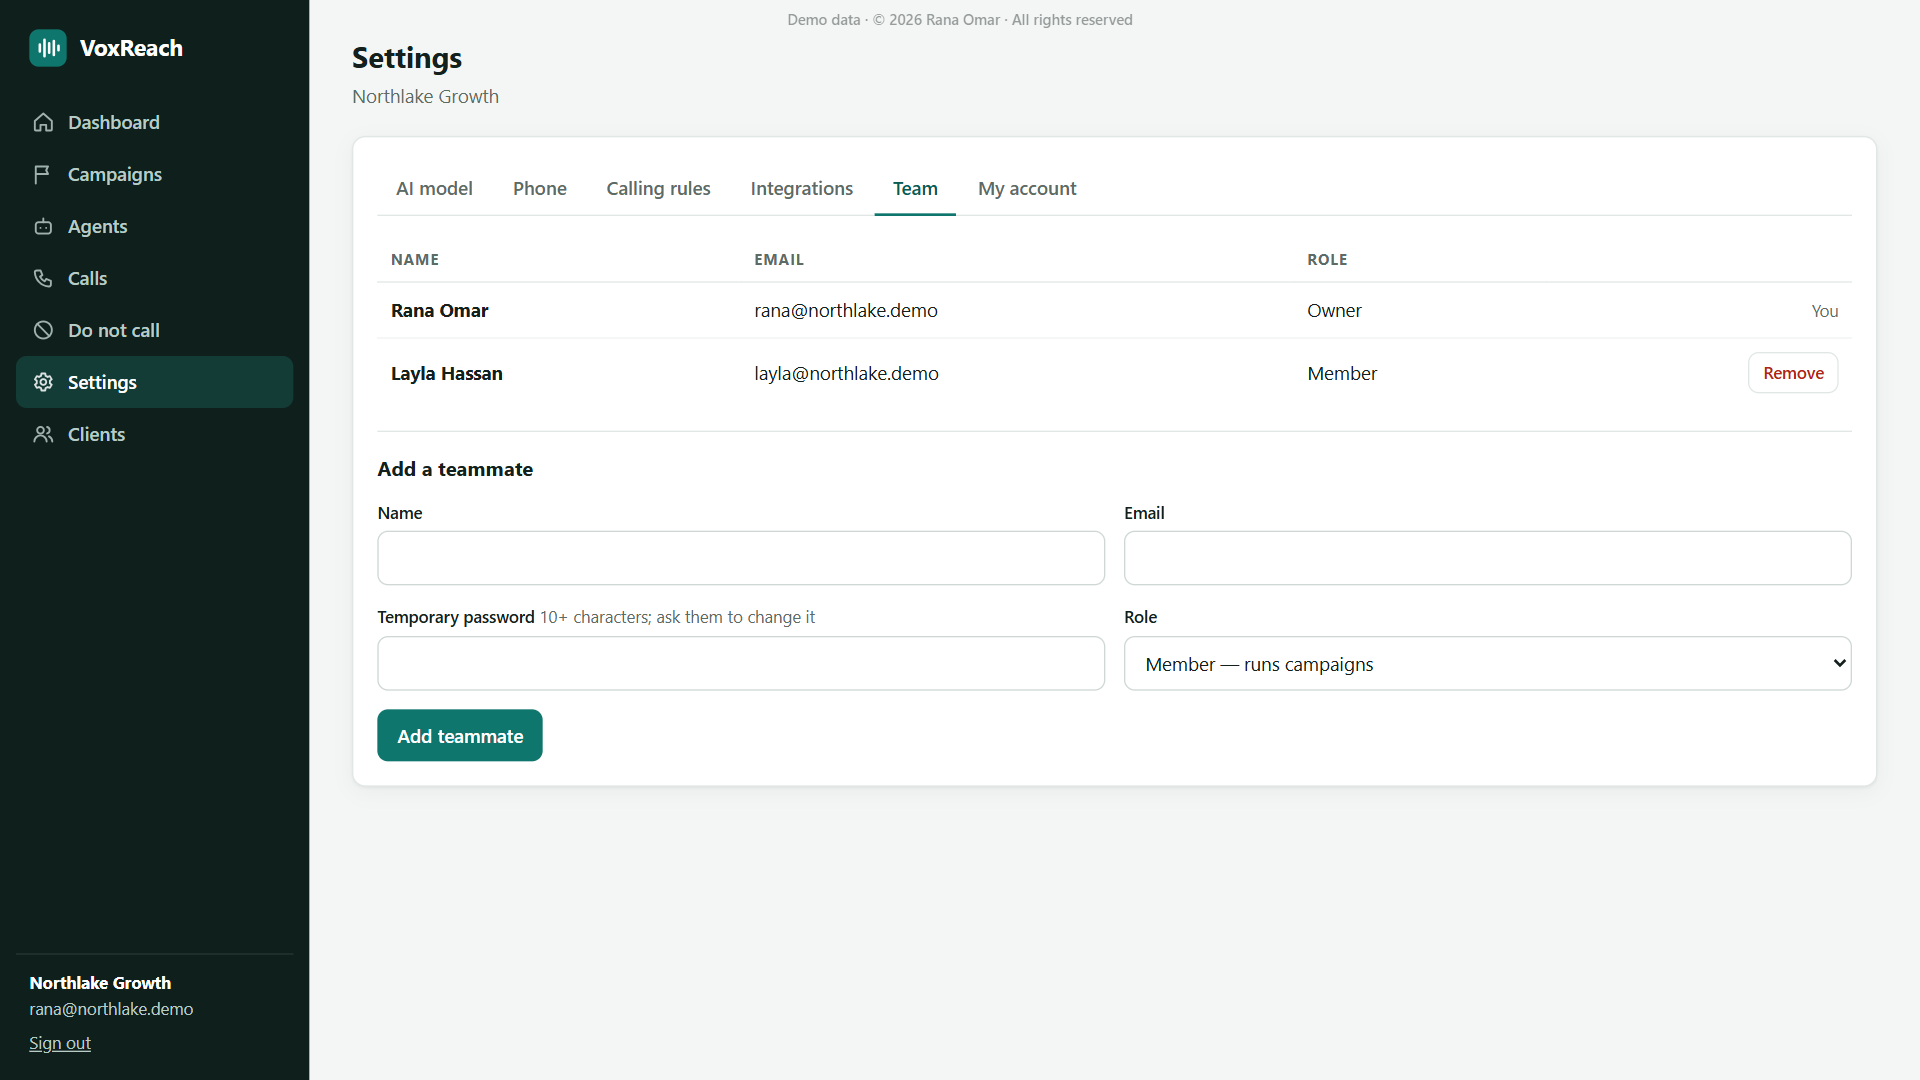 VoxReach
Dashboard
Campaigns
Agents
Calls
Do not call
Settings
Clients
Northlake Growth
rana@northlake.demo
Sign out
Demo data · © 2026 Rana Omar · All rights reserved
Settings
Northlake Growth
AI model Phone Calling rules Integrations Team My account
NAME EMAIL ROLE
Rana Omar rana@northlake.demo Owner You
Layla Hassan layla@northlake.demo Member Remove
Add a teammate
Name Email
Temporary password 10+ characters; ask them to change it Role
Member — runs campaigns
Add teammate